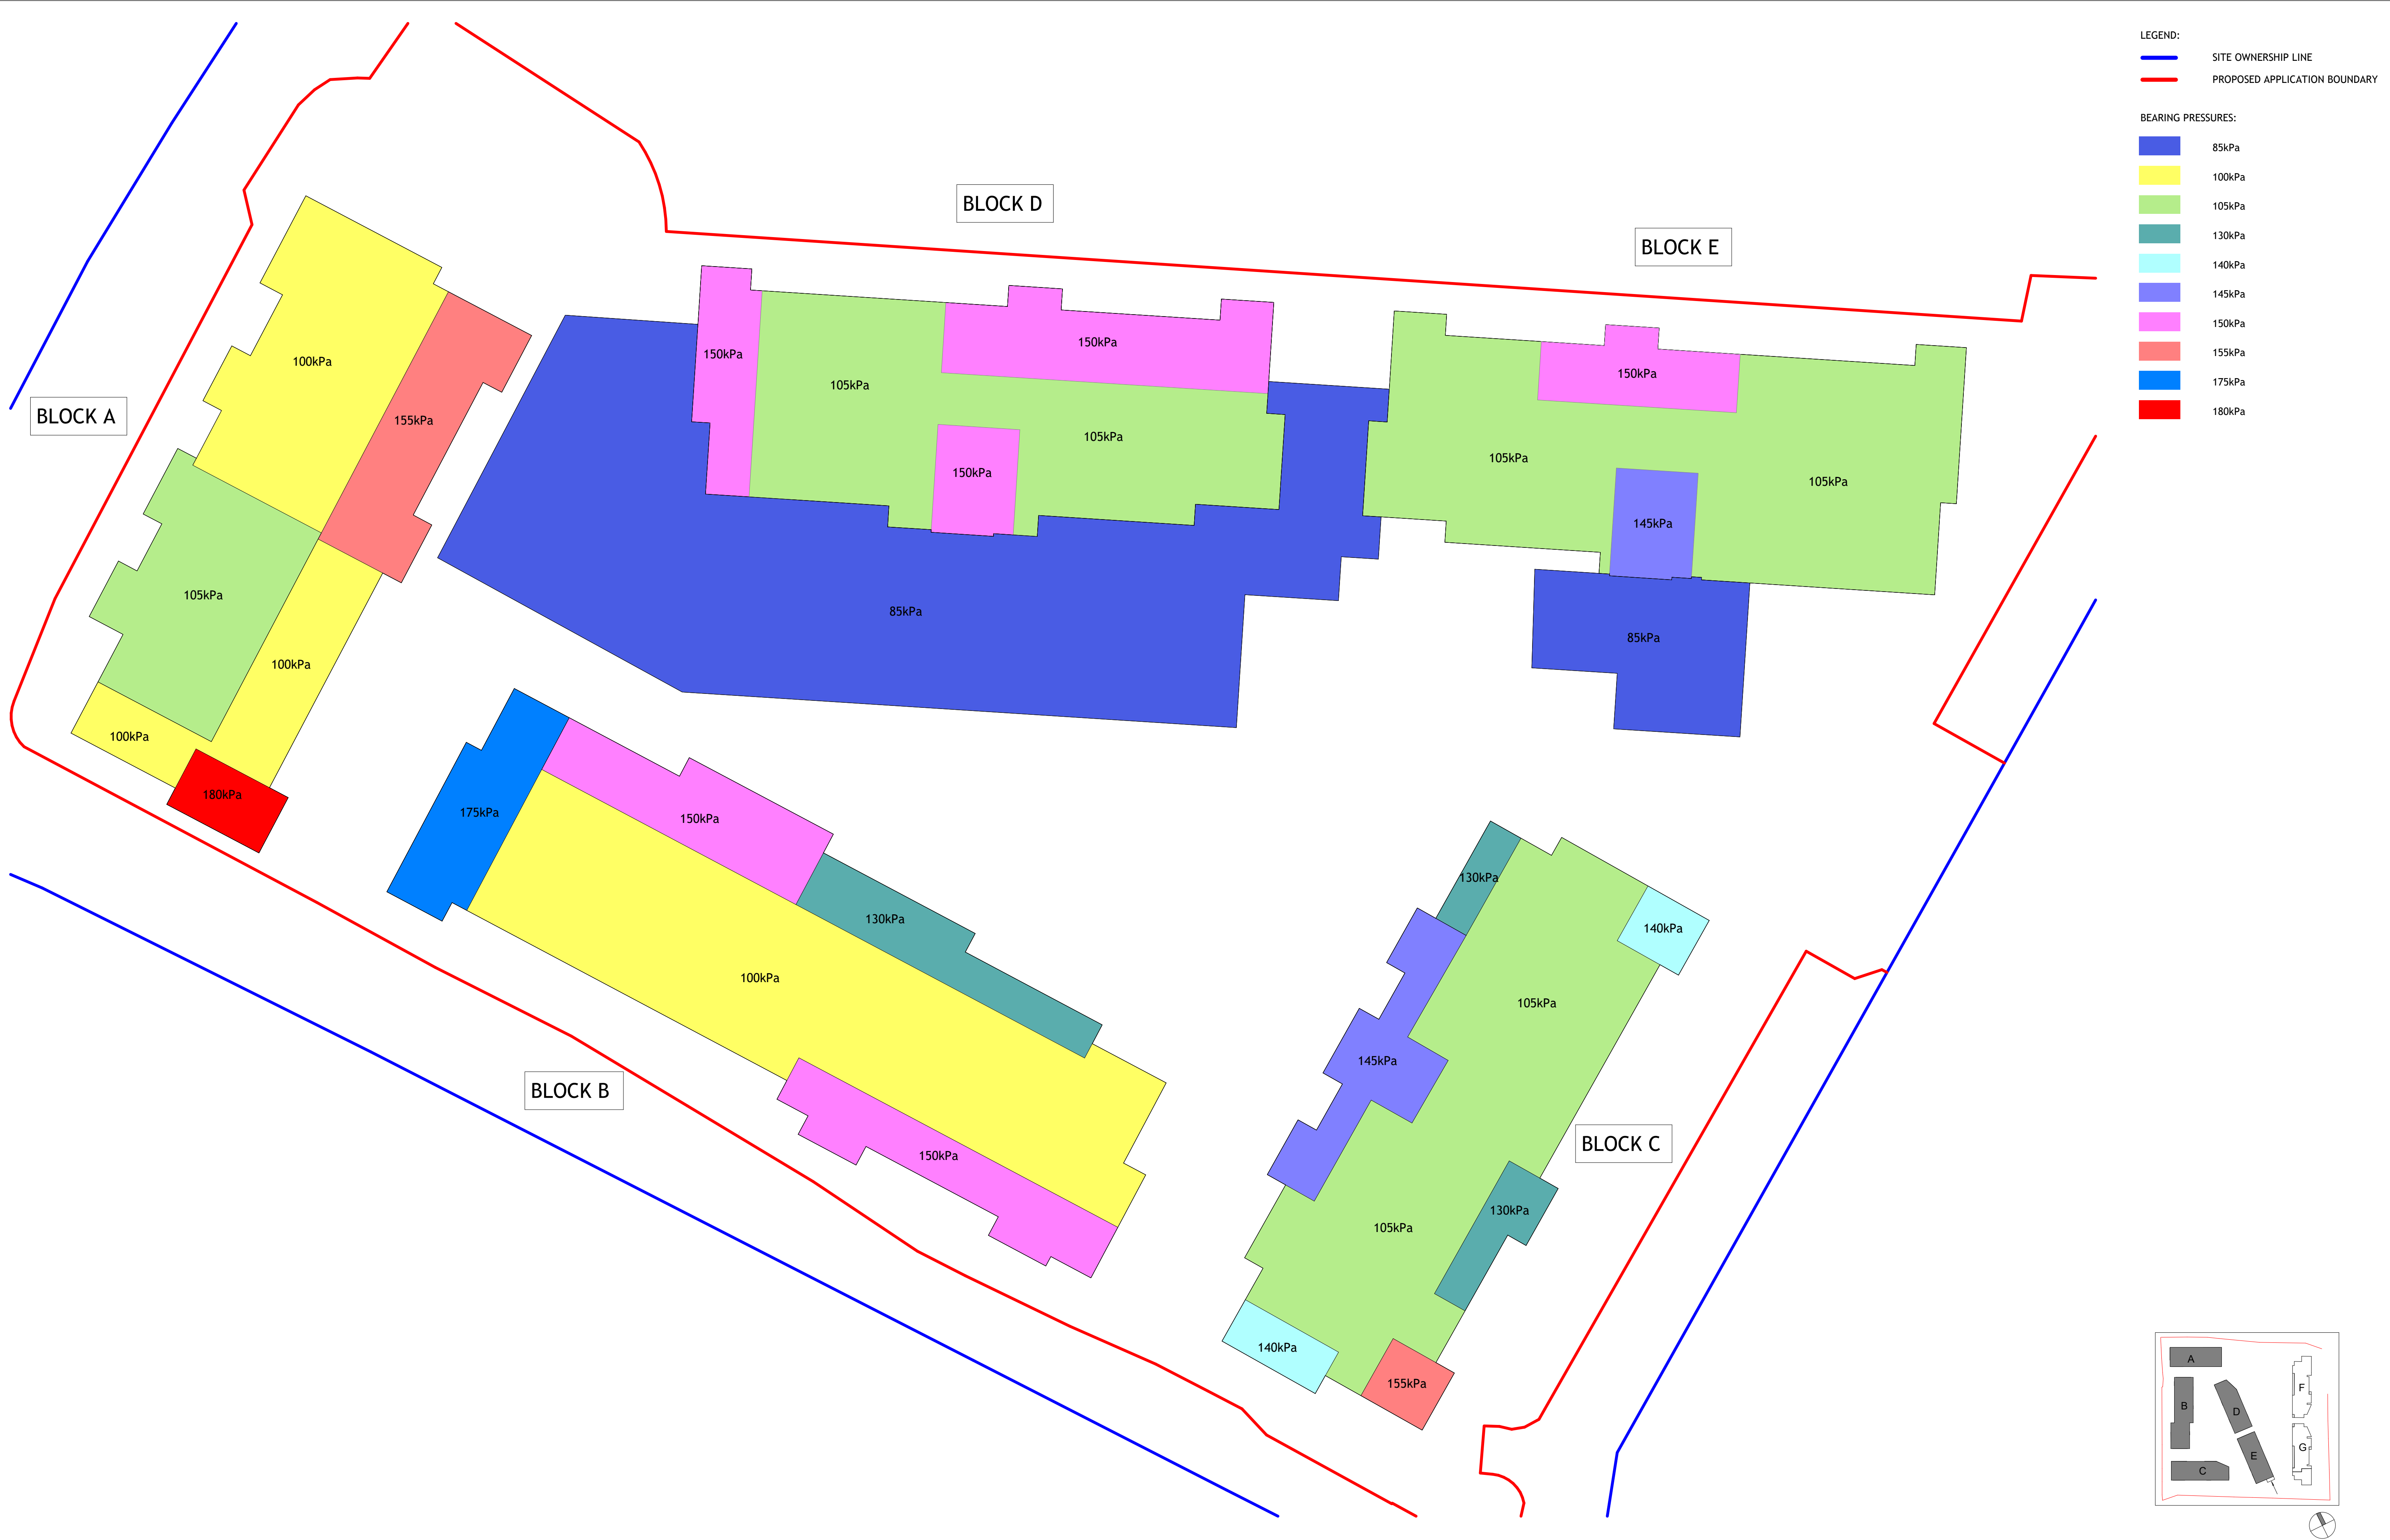 LEGEND:
SITE OWNERSHIP LINE
PROPOSED APPLICATION BOUNDARY
BEARING PRESSURES:
85kPa
100kPa
105kPa
130kPa
140kPa
145kPa
150kPa
155kPa
175kPa
180kPa
BLOCK D
BLOCK E
BLOCK A
100kPa
155kPa
105kPa
100kPa
100kPa
180kPa
150kPa
105kPa
150kPa
105kPa
150kPa
85kPa
150kPa
105kPa
105kPa
145kPa
85kPa
175kPa
150kPa
130kPa
100kPa
150kPa
BLOCK B
130kPa
140kPa
105kPa
145kPa
BLOCK C
130kPa
105kPa
140kPa
155kPa
A
B
C
D
E
F
G